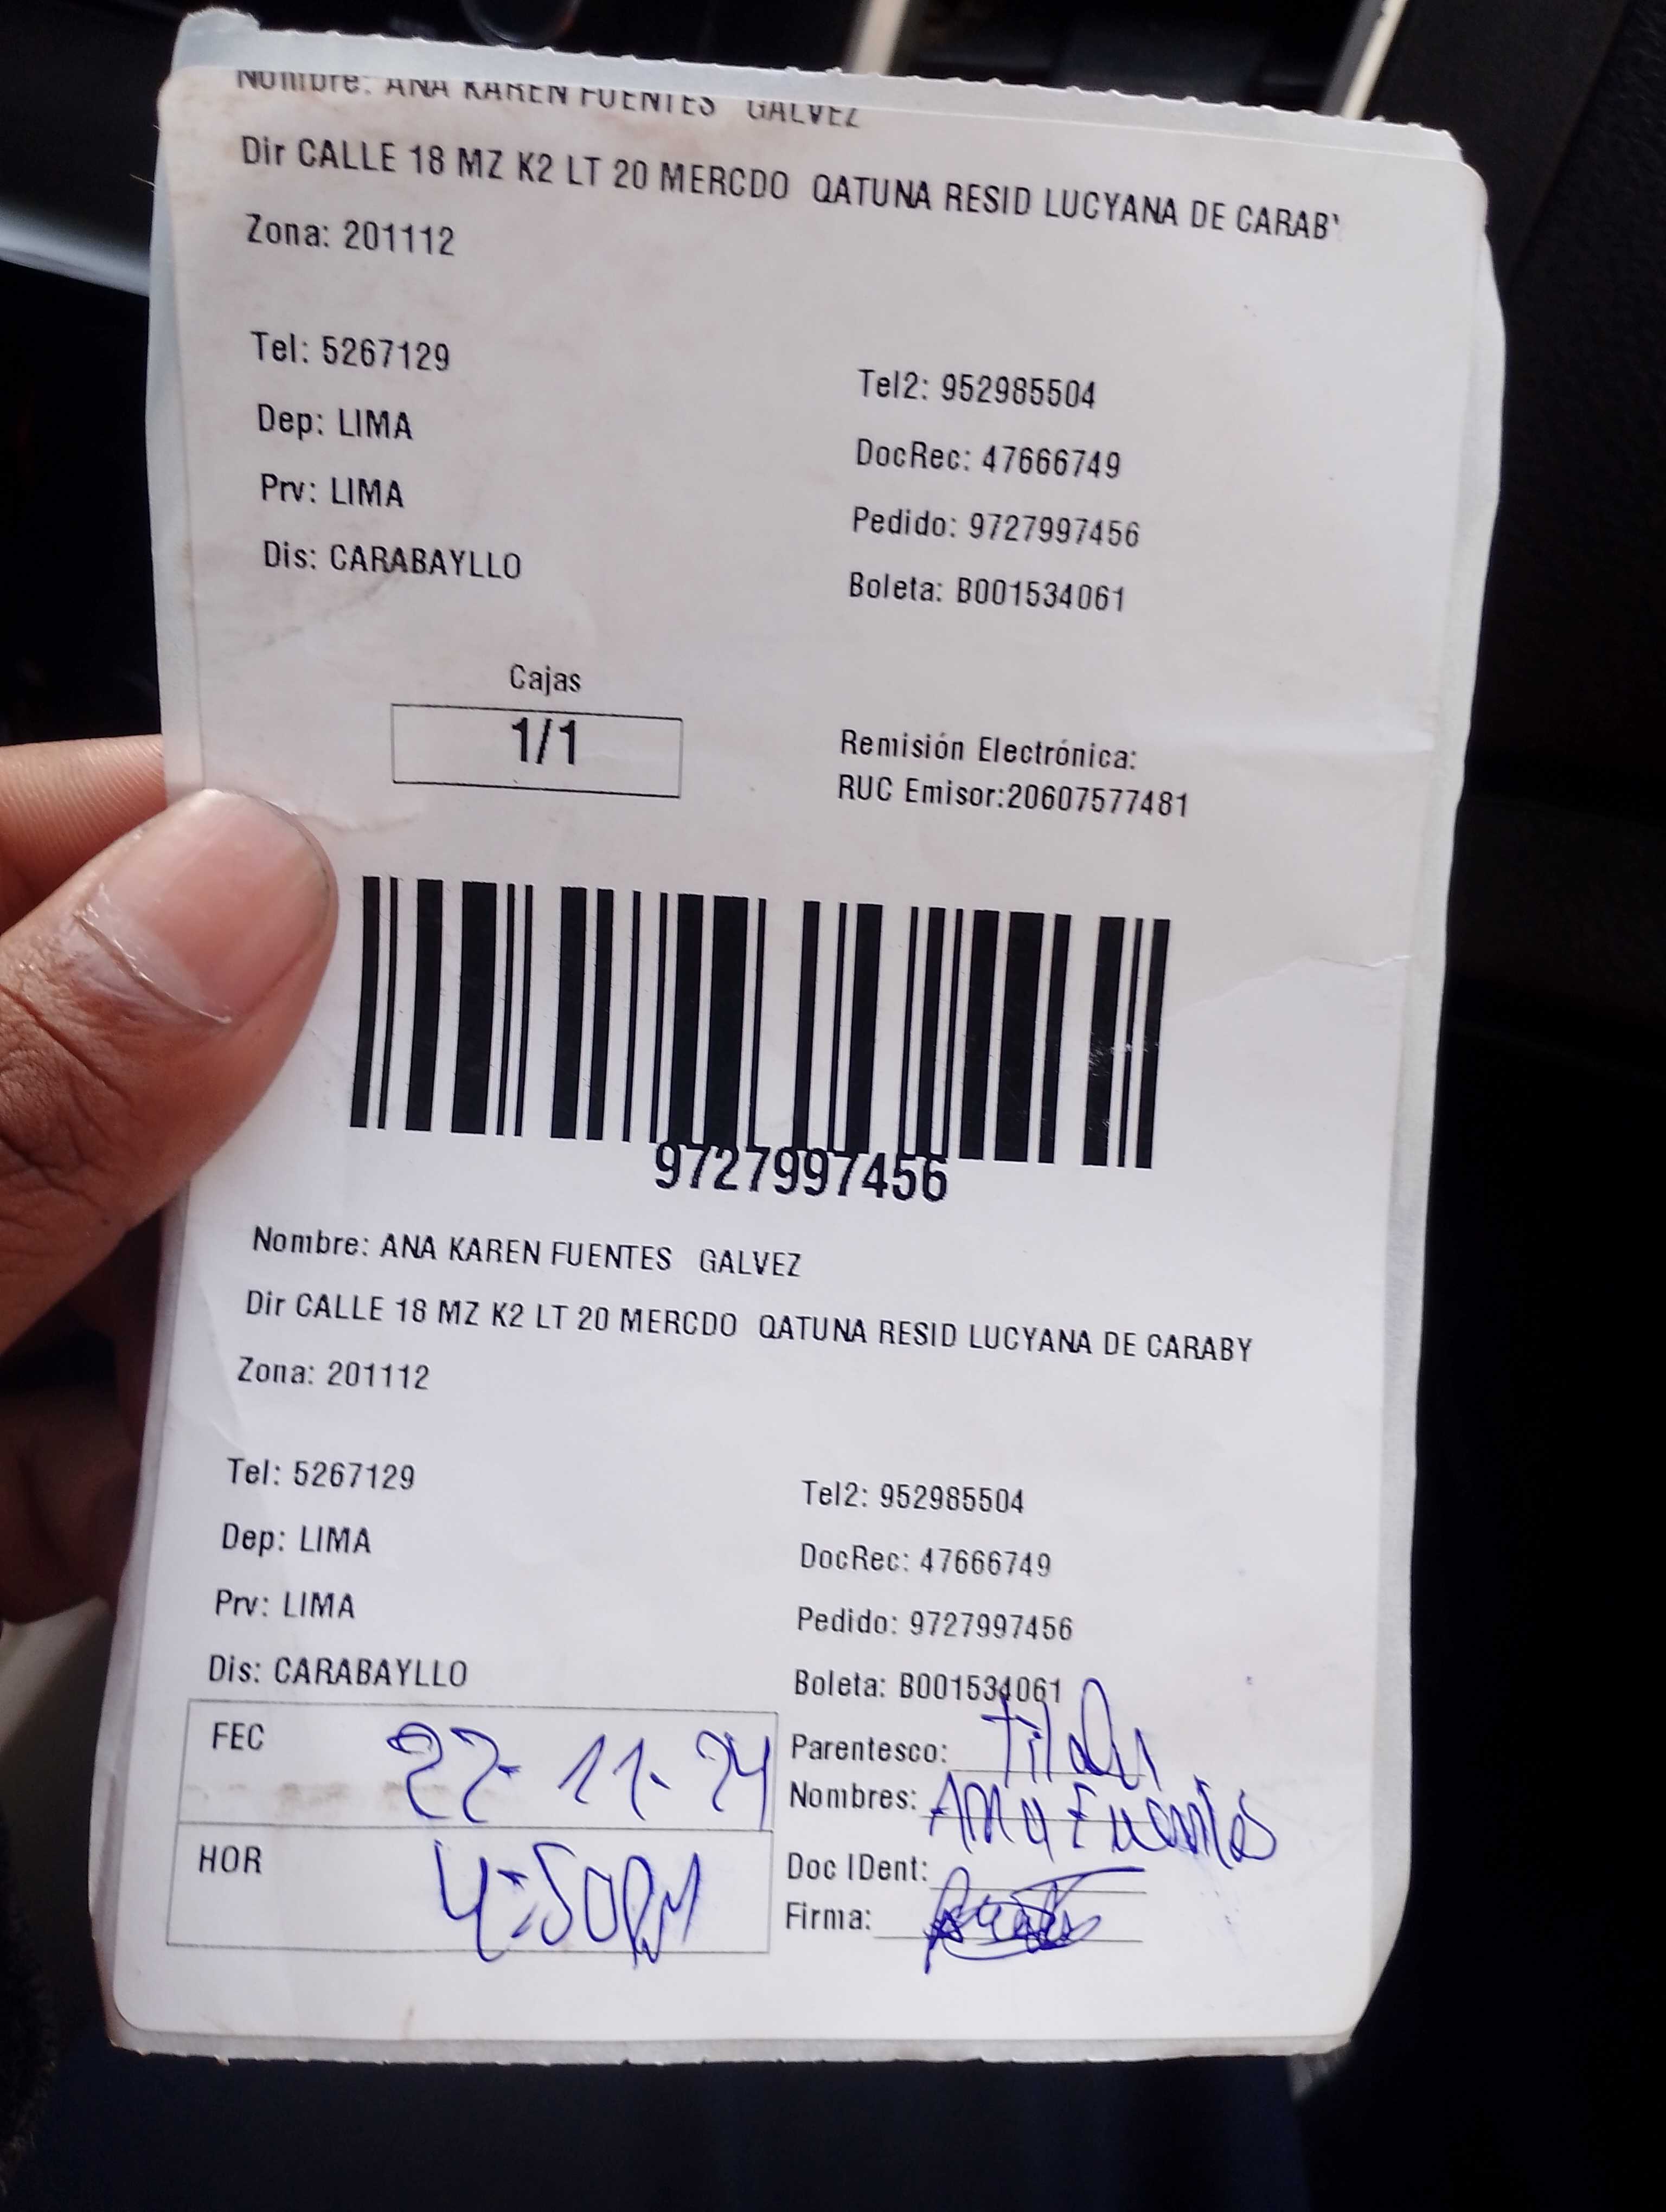 Nombre: ANA KAREN FUENTES GALVEZ
Dir CALLE 18 MZ K2 LT 20 MERCDO QATUNA RESID LUCYANA DE CARABY
Zona: 201112
Tel: 5267129
Tel2: 952985504
Dep: LIMA
DocRec: 47666749
Prv: LIMA
Pedido: 9727997456
Dis: CARABAYLLO
Boleta: B001534061
Cajas
1/1
Remisión Electrónica:
RUC Emisor:20607577481
9727997456
Nombre: ANA KAREN FUENTES GALVEZ
Dir CALLE 18 MZ K2 LT 20 MERCDO QATUNA RESID LUCYANA DE CARABY
Zona: 201112
Tel: 5267129
Tel2: 952985504
Dep: LIMA
DocRec: 47666749
Prv: LIMA
Pedido: 9727997456
Dis: CARABAYLLO
Boleta: B001534061
FEC 22-11-24
Parentesco:
Nombres: Ana Fuentes
HOR 4:50PM
Doc IDent:
Firma: